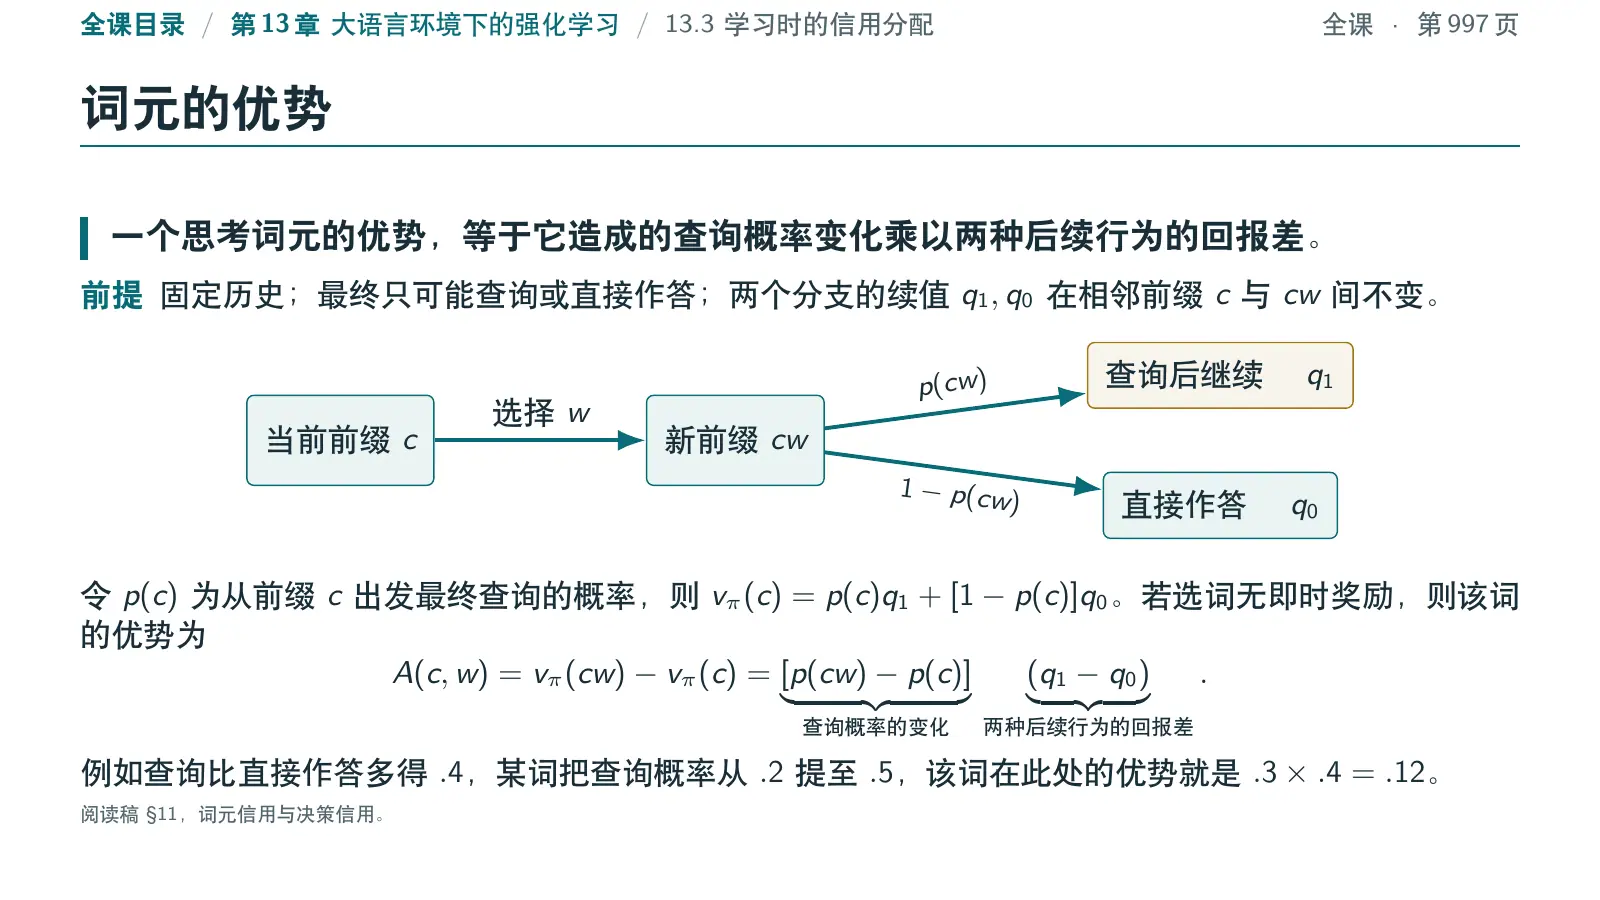 全课目录 / 第13章 大语言环境下的强化学习 / 13.3 学习时的信用分配
全课 · 第997页
词元的优势
一个思考词元的优势，等于它造成的查询概率变化乘以两种后续行为的回报差。
前提 固定历史；最终只可能查询或直接作答；两个分支的续值 q₁, q₀ 在相邻前缀 c 与 cw 间不变。
当前前缀 c
选择 w
新前缀 cw
p(cw)
查询后继续 q₁
1 − p(cw)
直接作答 q₀
令 p(c) 为从前缀 c 出发最终查询的概率，则 vπ(c) = p(c)q₁ + [1 − p(c)]q₀。若选词无即时奖励，则该词
的优势为
A(c, w) = vπ(cw) − vπ(c) = [p(cw) − p(c)] (q₁ − q₀) .
查询概率的变化 两种后续行为的回报差
例如查询比直接作答多得 .4，某词把查询概率从 .2 提至 .5，该词在此处的优势就是 .3 × .4 = .12。
阅读稿 §11，词元信用与决策信用。